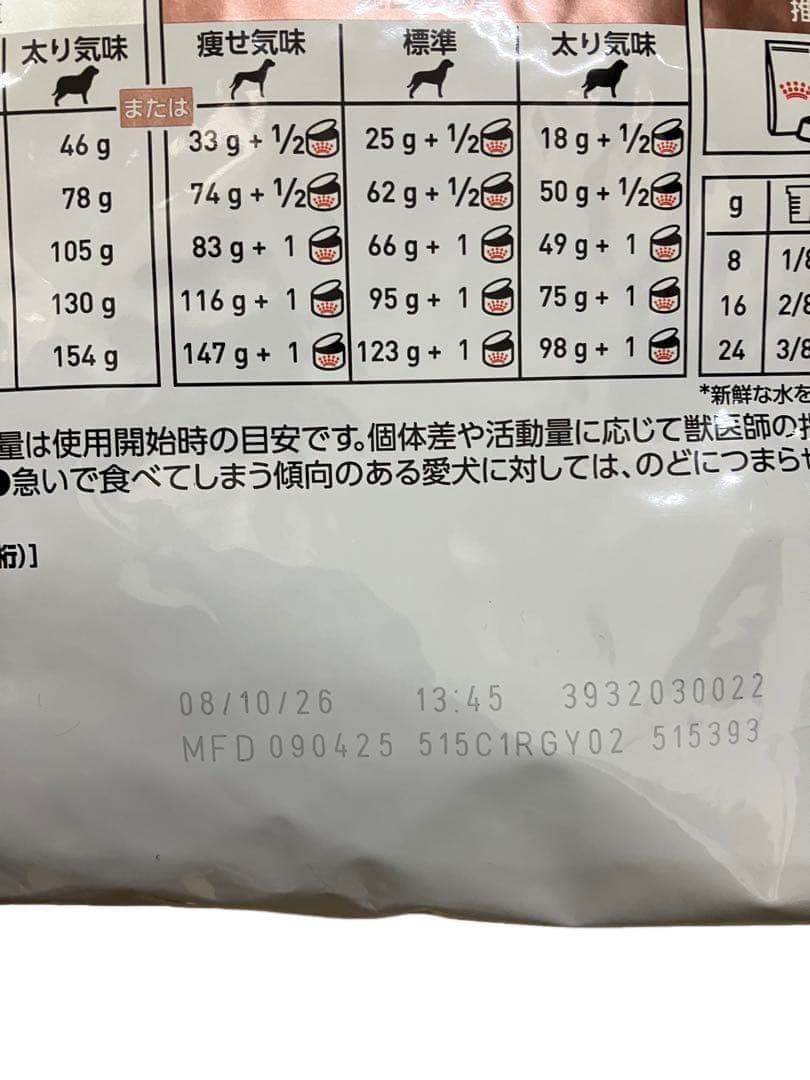 太り気味 痩せ気味 標準 太り気味
または
46 g 33 g + 1/2 25 g + 1/2 18 g + 1/2
78 g 74 g + 1/2 62 g + 1/2 50 g + 1/2 g
105 g 83 g + 1 66 g + 1 49 g + 1 8 1/8
130 g 116 g + 1 95 g + 1 75 g + 1 16 2/8
154 g 147 g + 1 123 g + 1 98 g + 1 24 3/8
*新鮮な水を
量は使用開始時の目安です。個体差や活動量に応じて獣医師の
●急いで食べてしまう傾向のある愛犬に対しては、のどにつまらせ
桁)]
08/10/26 13:45 3932030022
MFD 090425 515C1RGY02 515393